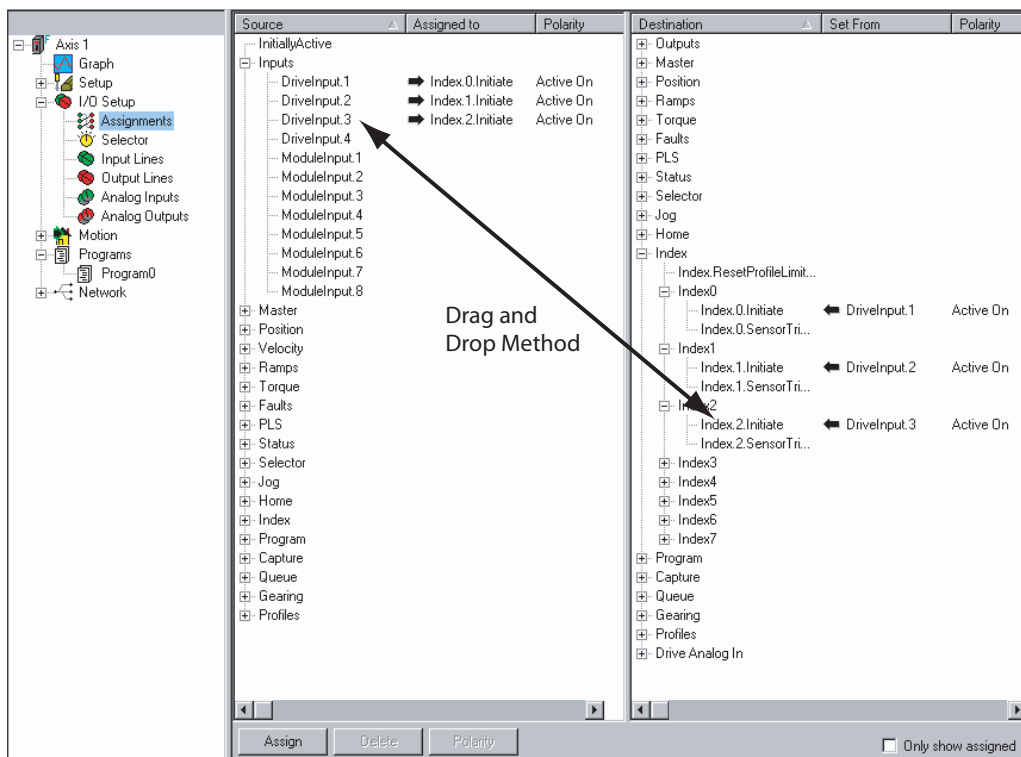 Axis 1
Graph
Setup
I/O Setup
Assignments
Selector
Input Lines
Output Lines
Analog Inputs
Analog Outputs
Motion
Programs
Program0
Network
Source Assigned to Polarity
InitiallyActive
Inputs
DriveInput.1 Index.0.Initiate Active On
DriveInput.2 Index.1.Initiate Active On
DriveInput.3 Index.2.Initiate Active On
DriveInput.4
ModuleInput.1
ModuleInput.2
ModuleInput.3
ModuleInput.4
ModuleInput.5
ModuleInput.6
ModuleInput.7
ModuleInput.8
Master
Position
Velocity
Ramps
Torque
Faults
PLS
Status
Selector
Jog
Home
Index
Program
Capture
Queue
Gearing
Profiles
Drag and
Drop Method
Destination Set From Polarity
Outputs
Master
Position
Ramps
Torque
Faults
PLS
Status
Selector
Jog
Home
Index
Index.ResetProfileLimit...
Index0
Index.0.Initiate DriveInput.1 Active On
Index.0.SensorTri...
Index1
Index.1.Initiate DriveInput.2 Active On
Index.1.SensorTri...
Index2
Index.2.Initiate DriveInput.3 Active On
Index.2.SensorTri...
Index3
Index4
Index5
Index6
Index7
Program
Capture
Queue
Gearing
Profiles
Drive Analog In
Assign Delete Polarity
Only show assigned